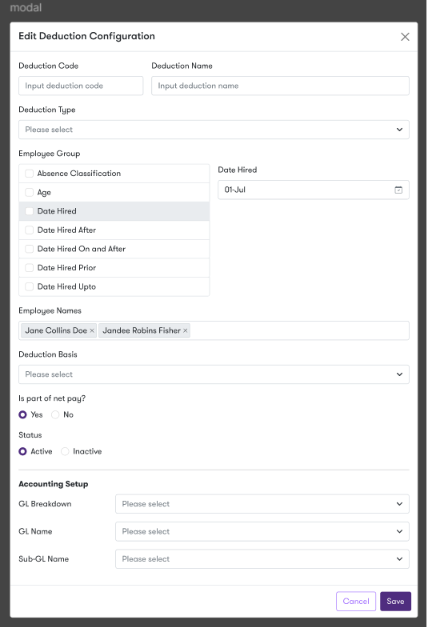 modal
Edit Deduction Configuration
Deduction Code
Deduction Name
Input deduction code
Input deduction name
Deduction Type
Please select
Employee Group
Absence Classification
Age
Date Hired
Date Hired After
Date Hired On and After
Date Hired Prior
Date Hired Upto
Date Hired
01-Jul
Employee Names
Jane Collins Doe × Jandee Robins Fisher ×
Deduction Basis
Please select
Is part of net pay?
Yes No
Status
Active Inactive
Accounting Setup
GL Breakdown Please select
GL Name Please select
Sub-GL Name Please select
Cancel Save